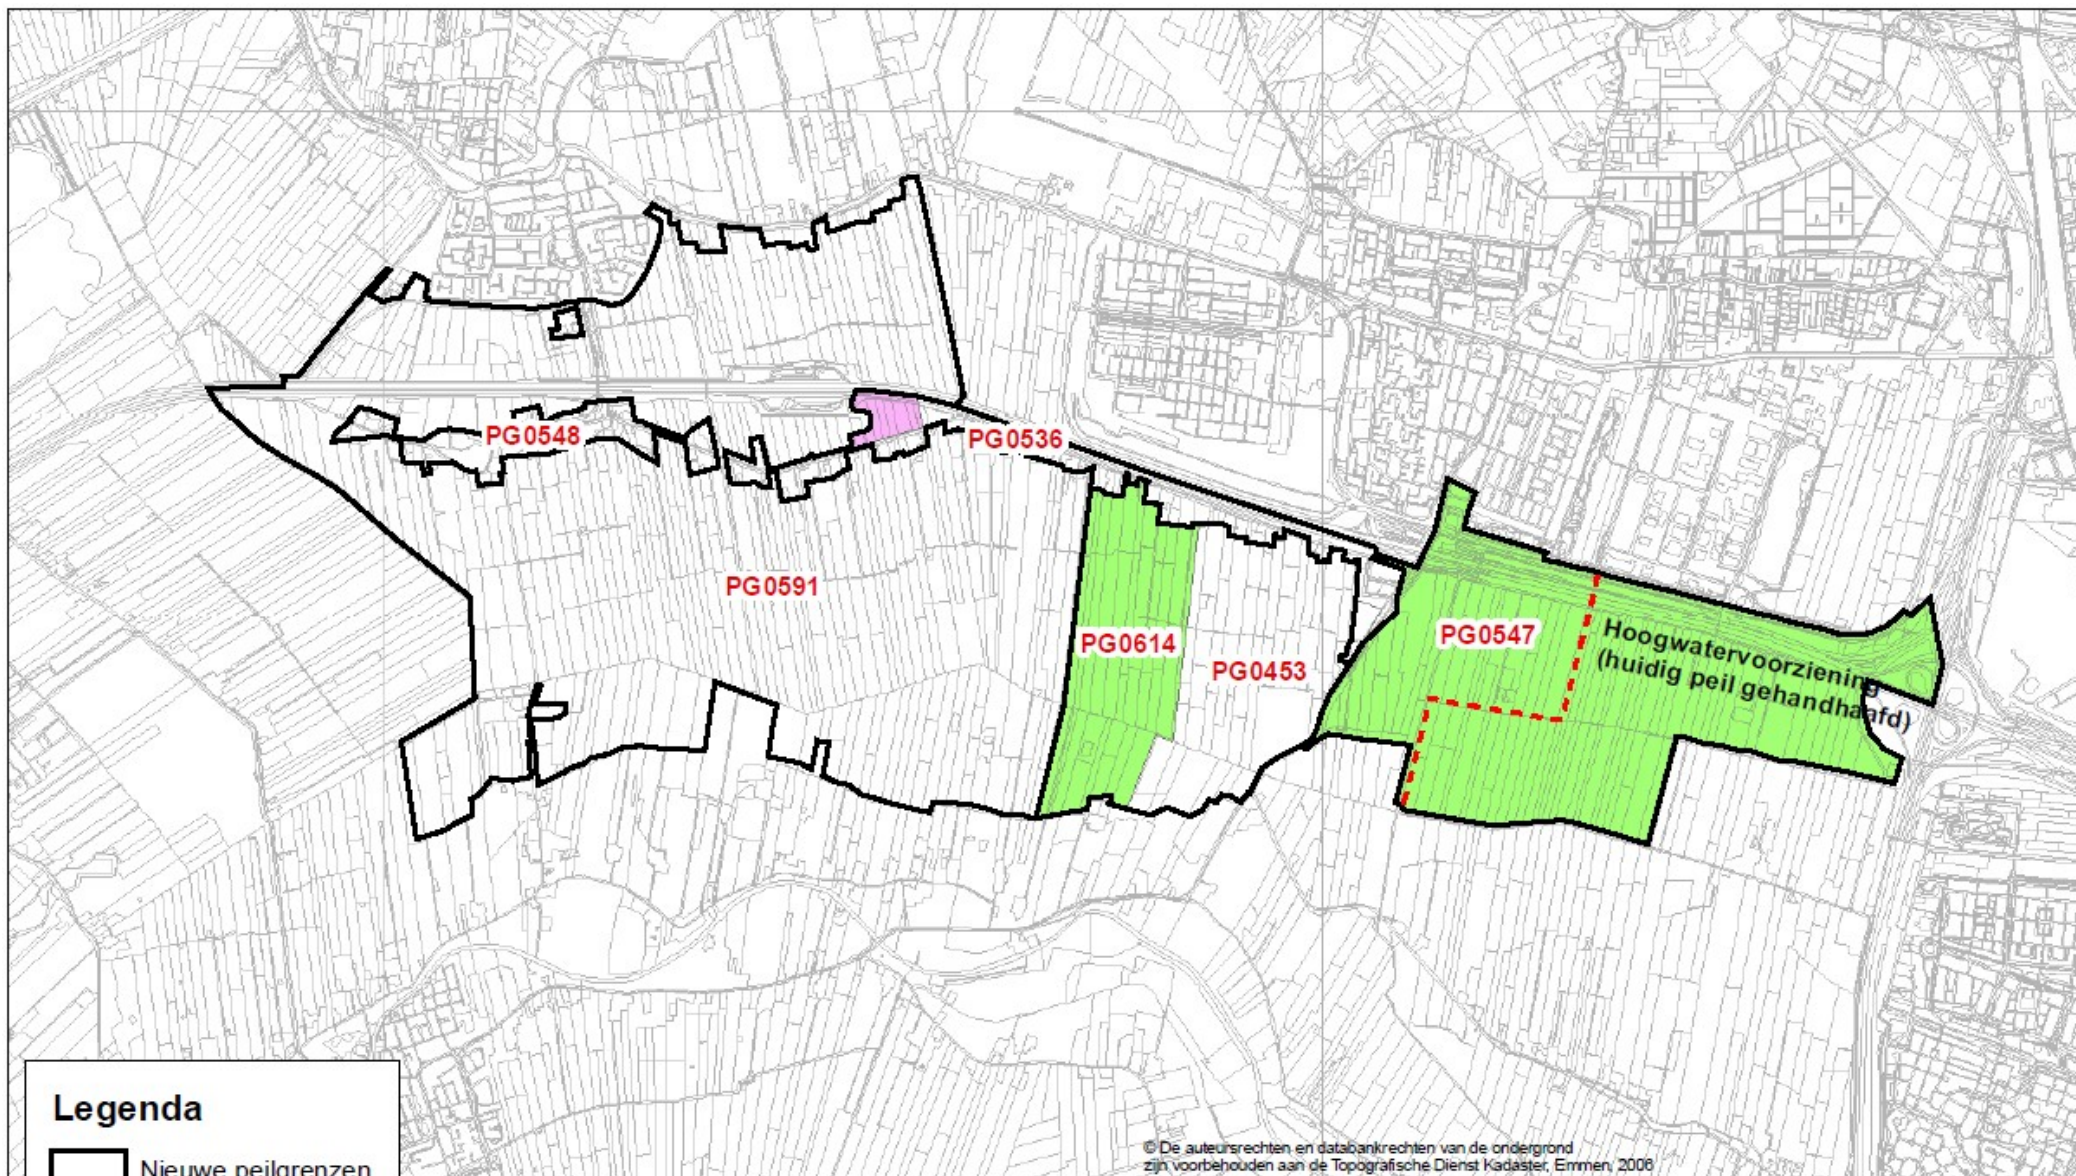 PG0548
PG0536
PG0591
PG0614
PG0453
PG0547
Hoogwatervoorziening
(huidig peil gehandhaafd)
Legenda
Nieuwe peilgrenzen
© De auteursrechten en databankrechten van de ondergrond
zijn voorbehouden aan de Topografische Dienst Kadaster, Emmen, 2006